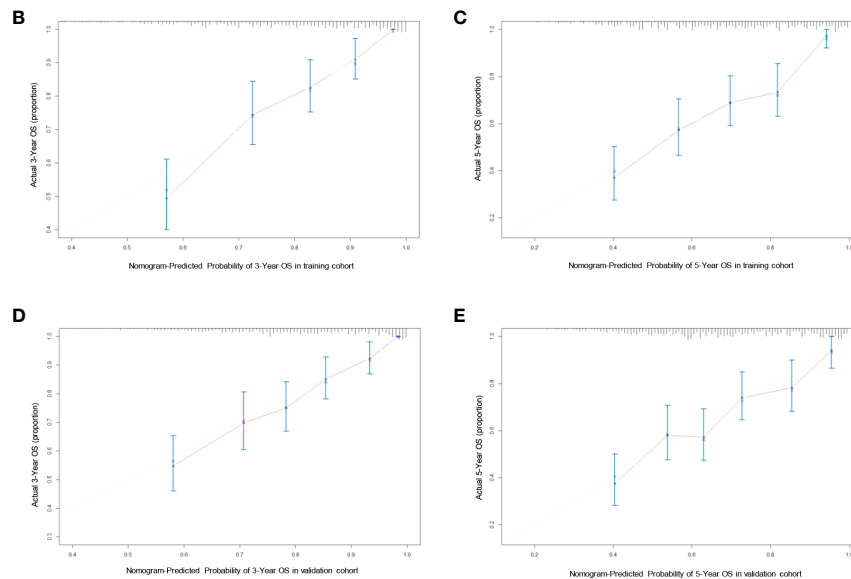 B
1.0
0.9
0.8
0.7
0.6
0.5
0.4
Actual 3-Year OS (proportion)
0.4 0.5 0.6 0.7 0.8 0.9 1.0
Nomogram-Predicted Probability of 3-Year OS in training cohort
C
1.0
0.8
0.6
0.4
0.2
Actual 5-Year OS (proportion)
0.2 0.4 0.6 0.8 1.0
Nomogram-Predicted Probability of 5-Year OS in training cohort
D
1.0
0.9
0.8
0.7
0.6
0.5
0.4
0.3
Actual 3-Year OS (proportion)
0.4 0.5 0.6 0.7 0.8 0.9 1.0
Nomogram-Predicted Probability of 3-Year OS in validation cohort
E
1.0
0.8
0.6
0.4
0.2
Actual 5-Year OS (proportion)
0.2 0.4 0.6 0.8 1.0
Nomogram-Predicted Probability of 5-Year OS in validation cohort